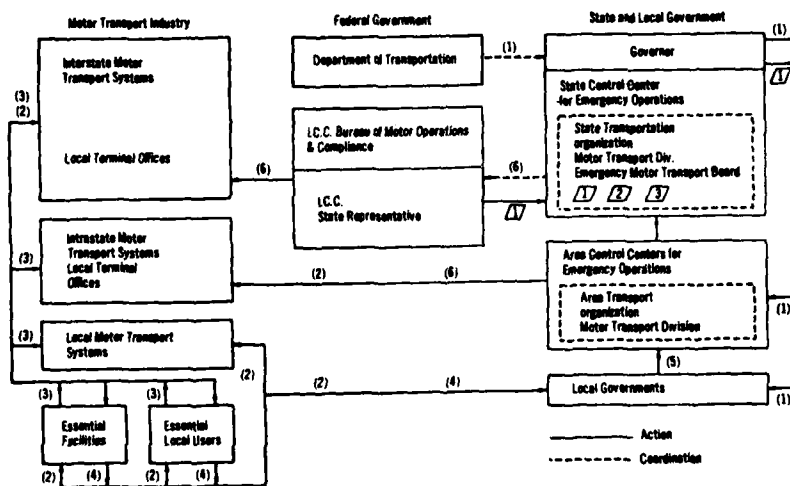 Motor Transport Industry
Federal Government
State and Local Government
Interstate Motor
Transport Systems
Local Terminal Offices
(3)
(2)
Department of Transportation
(1)
Governor
(1)
1
State Control Center
for Emergency Operations
State Transportation
organization
Motor Transport Div.
Emergency Motor Transport Board
1 2 3
I.C.C. Bureau of Motor Operations
& Compliance
(6)
(6)
I.C.C.
State Representative
1
Intrastate Motor
Transport Systems
Local Terminal
Offices
(3)
(2)
(6)
Area Control Centers for
Emergency Operations
Area Transport
organization
Motor Transport Division
(1)
Local Motor Transport
Systems
(3)
(2)
(2)
(4)
(5)
Local Governments
(1)
(3)
(3)
Essential
Facilities
Essential
Local Users
(2)
(4)
(2)
(4)
Action
Coordination